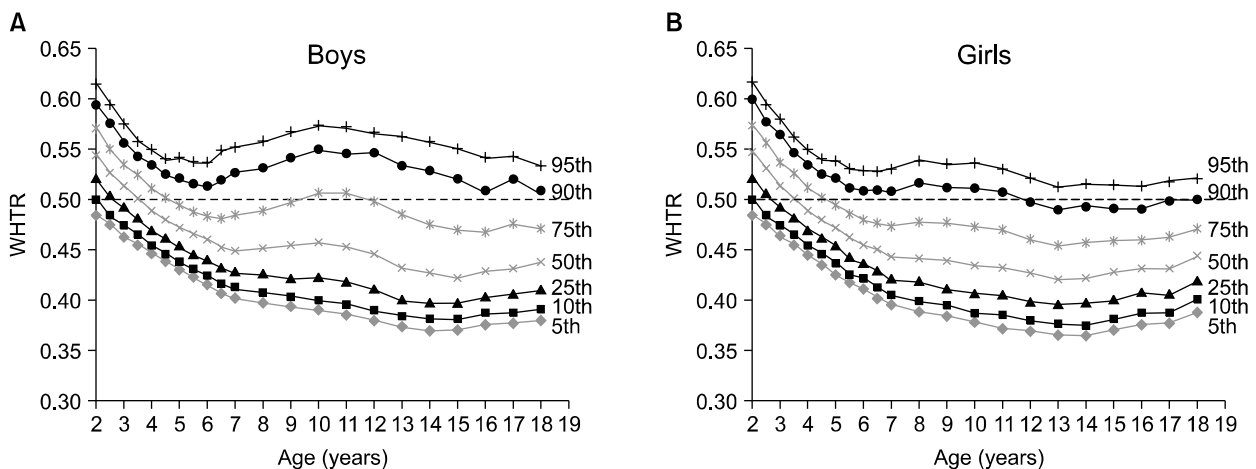 A
Boys
WHTR
0.65
0.60
0.55
0.50
0.45
0.40
0.35
0.30
95th
90th
75th
50th
25th
10th
5th
2 3 4 5 6 7 8 9 10 11 12 13 14 15 16 17 18 19
Age (years)
B
Girls
WHTR
0.65
0.60
0.55
0.50
0.45
0.40
0.35
0.30
95th
90th
75th
50th
25th
10th
5th
2 3 4 5 6 7 8 9 10 11 12 13 14 15 16 17 18 19
Age (years)